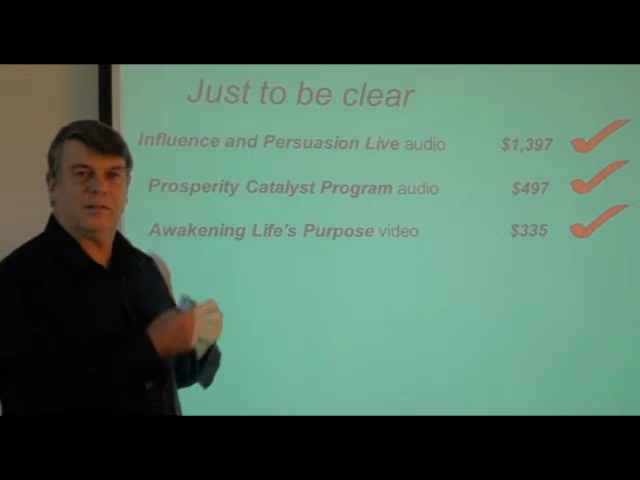 Just to be clear
Influence and Persuasion Live audio $1,397
Prosperity Catalyst Program audio $497
Awakening Life's Purpose video $335